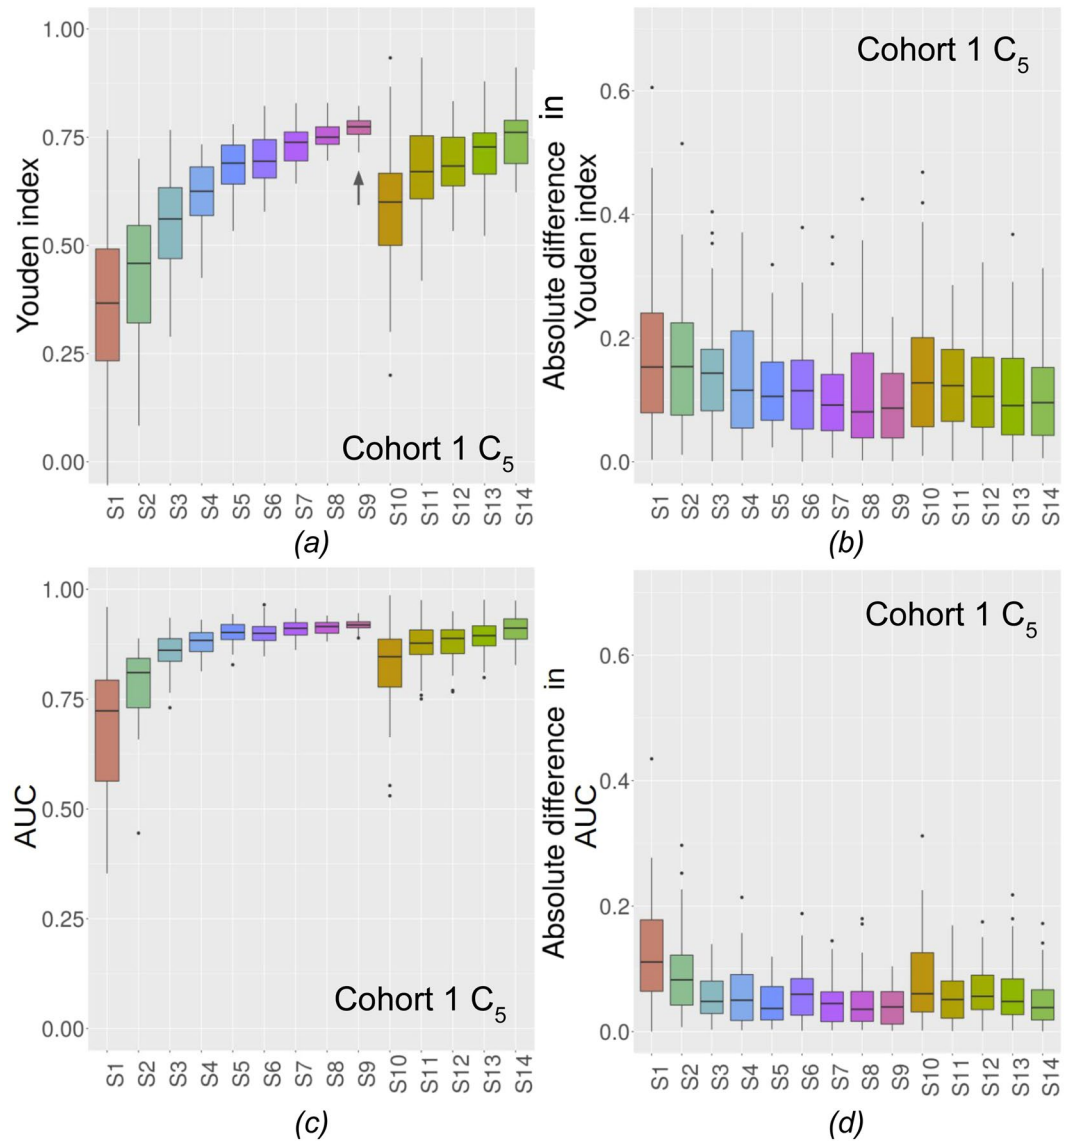 1.00
0.75
0.50
0.25
0.00
Youden index
Cohort 1 C5
S1 S2 S3 S4 S5 S6 S7 S8 S9 S10 S11 S12 S13 S14
(a)
0.6
0.4
0.2
0.0
Absolute difference in
Youden index
Cohort 1 C5
S1 S2 S3 S4 S5 S6 S7 S8 S9 S10 S11 S12 S13 S14
(b)
1.00
0.75
0.50
0.25
0.00
AUC
Cohort 1 C5
S1 S2 S3 S4 S5 S6 S7 S8 S9 S10 S11 S12 S13 S14
(c)
0.6
0.4
0.2
0.0
Absolute difference in
AUC
Cohort 1 C5
S1 S2 S3 S4 S5 S6 S7 S8 S9 S10 S11 S12 S13 S14
(d)